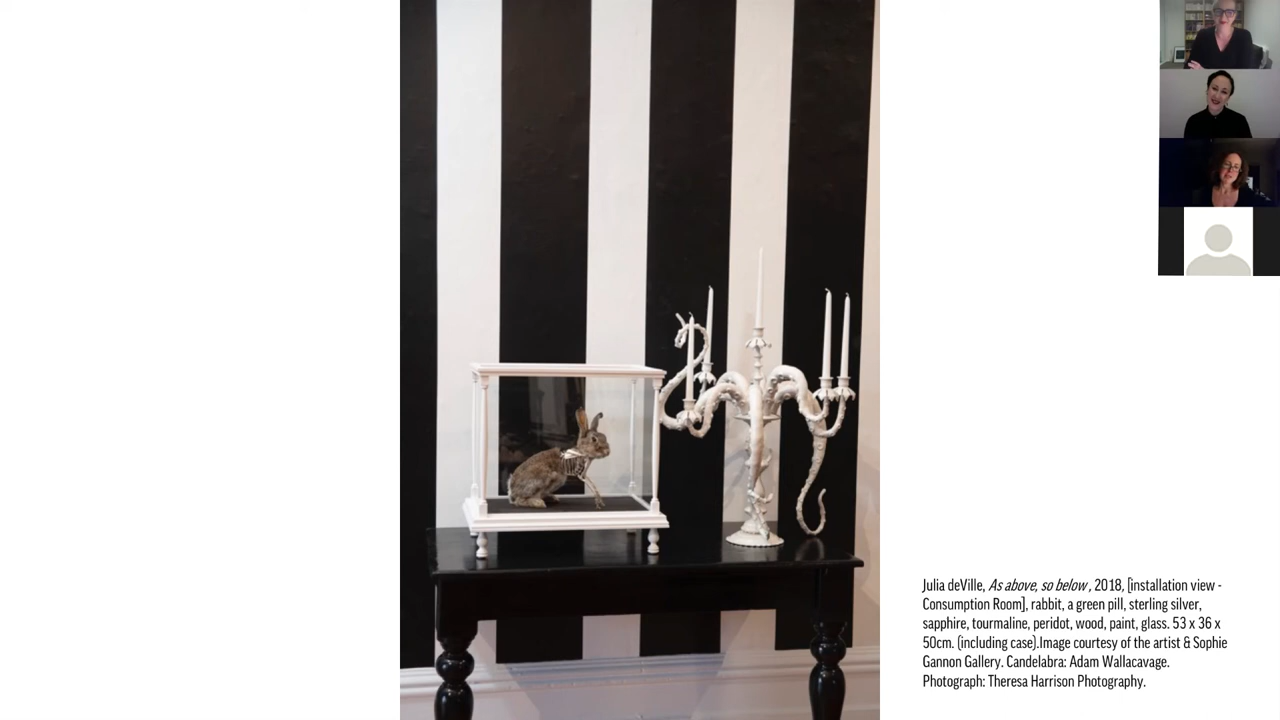 Julia deVille, As above, so below , 2018, [installation view -
Consumption Room], rabbit, a green pill, sterling silver,
sapphire, tourmaline, peridot, wood, paint, glass. 53 x 36 x
50cm. (including case).Image courtesy of the artist & Sophie
Gannon Gallery. Candelabra: Adam Wallacavage.
Photograph: Theresa Harrison Photography.